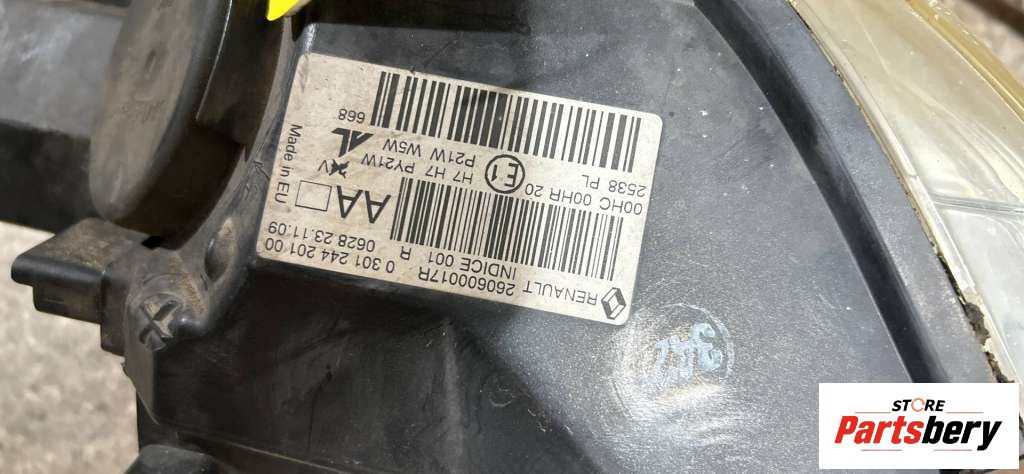 RENAULT 260600017R
INDICE 001 R
0 301 244 201 00
0628 23.11.09
AA
Made in EU
00HC 00HR 20
E1
H7 H7 PY21W
2538 PL
P21W W5W
AL
668
STORE
Partsbery